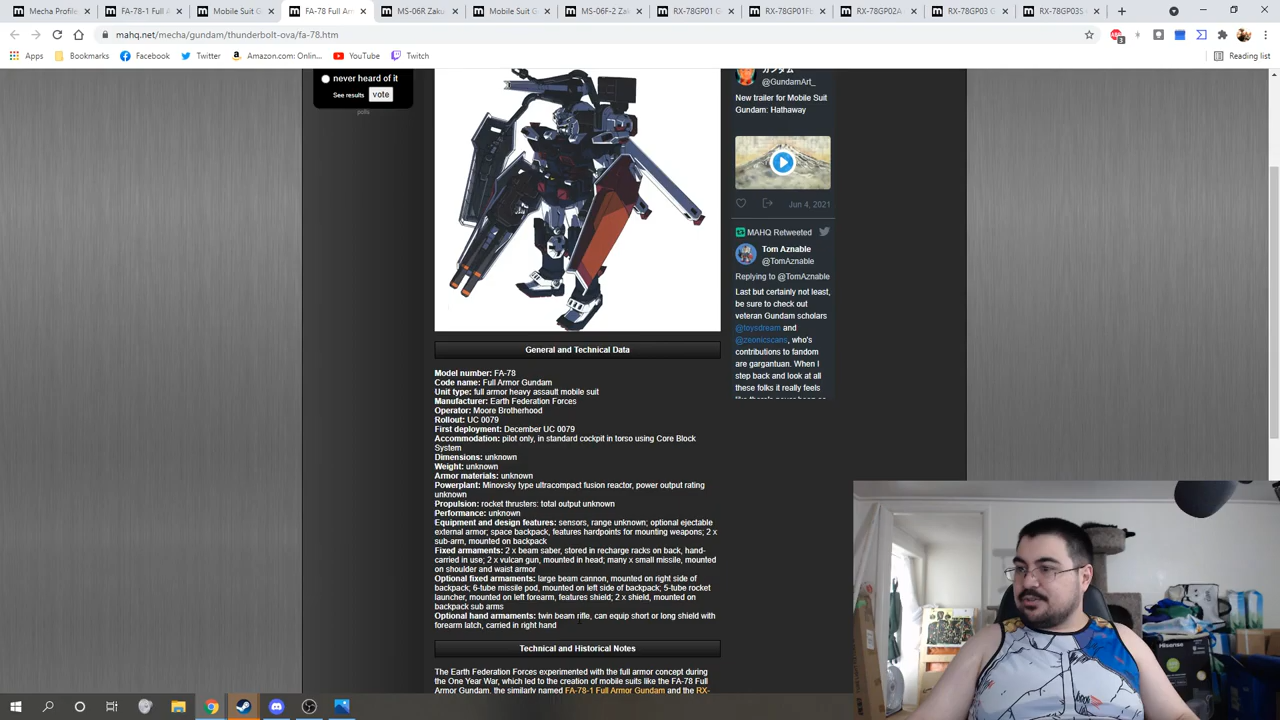 Mecha Profile
FA-78-1 Full A
Mobile Suit G
FA-78 Full Arm
MS-06R Zaku
Mobile Suit G
MS-06F-2 Zak
RX-78GP01 G
RX-78GP01Fb
RX-78GP02A
RX-78GP03 G
RX-78GP03S
mahq.net/mecha/gundam/thunderbolt-ova/fa-78.htm
3
Apps
Bookmarks
Facebook
Twitter
Amazon.com: Onlin...
YouTube
Twitch
Reading list
never heard of it
See results
vote
polls
ガンダム
@GundamArt_
New trailer for Mobile Suit
Gundam: Hathaway
Jun 4, 2021
MAHQ Retweeted
Tom Aznable
@TomAznable
Replying to @TomAznable
Last but certainly not least,
be sure to check out
veteran Gundam scholars
@toysdream and
@zeonicscans, who's
contributions to fandom
are gargantuan. When I
step back and look at all
these folks it really feels
General and Technical Data
Model number: FA-78
Code name: Full Armor Gundam
Unit type: full armor heavy assault mobile suit
Manufacturer: Earth Federation Forces
Operator: Moore Brotherhood
Rollout: UC 0079
First deployment: December UC 0079
Accommodation: pilot only, in standard cockpit in torso using Core Block
System
Dimensions: unknown
Weight: unknown
Armor materials: unknown
Powerplant: Minovsky type ultracompact fusion reactor, power output rating
unknown
Propulsion: rocket thrusters: total output unknown
Performance: unknown
Equipment and design features: sensors, range unknown; optional ejectable
external armor; space backpack, features hardpoints for mounting weapons; 2 x
sub-arm, mounted on backpack
Fixed armaments: 2 x beam saber, stored in recharge racks on back, hand-
carried in use; 2 x vulcan gun, mounted in head; many x small missile, mounted
on shoulder and waist armor
Optional fixed armaments: large beam cannon, mounted on right side of
backpack; 6-tube missile pod, mounted on left side of backpack; 5-tube rocket
launcher, mounted on left forearm, features shield; 2 x shield, mounted on
backpack sub arms
Optional hand armaments: twin beam rifle, can equip short or long shield with
forearm latch, carried in right hand
Technical and Historical Notes
The Earth Federation Forces experimented with the full armor concept during
the One Year War, which led to the creation of mobile suits like the FA-78 Full
Armor Gundam, the similarly named FA-78-1 Full Armor Gundam and the RX-
Hisense